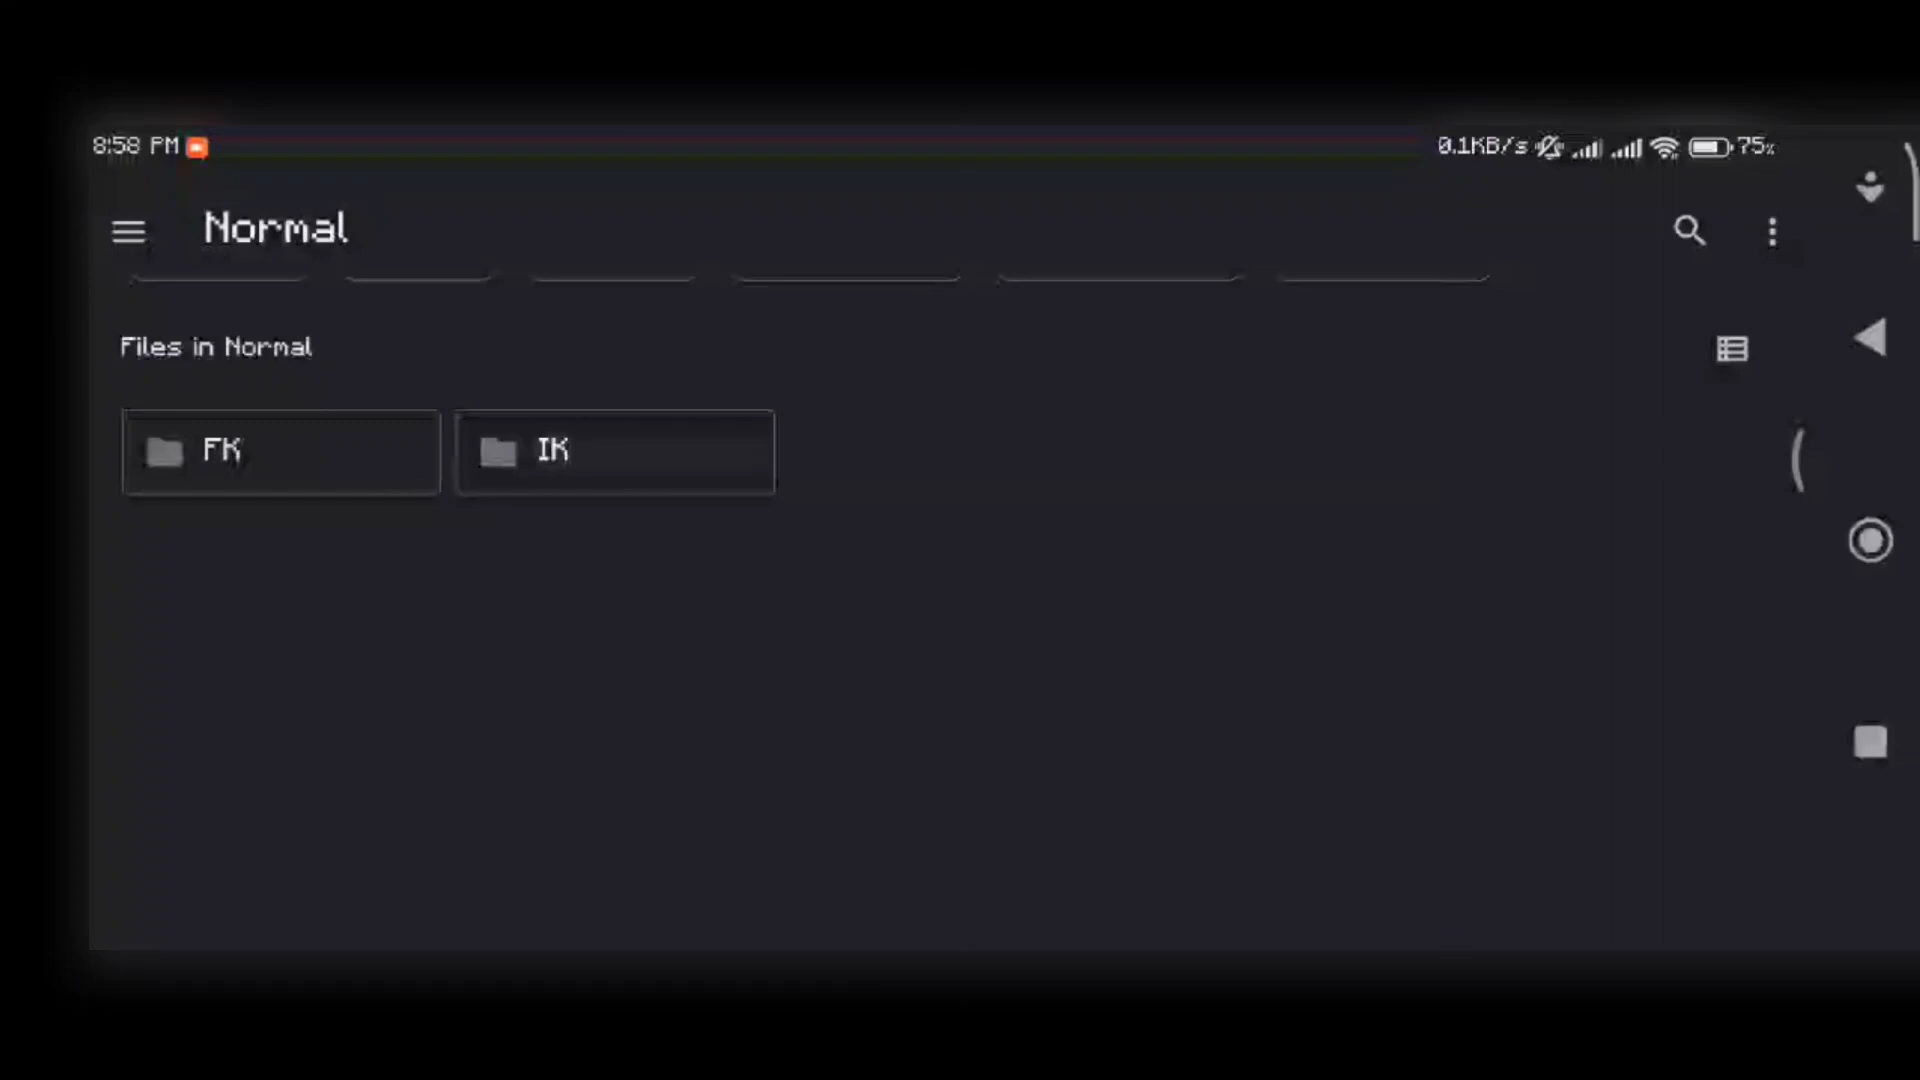 8:58 PM
0.1KB/s 75%
Normal
Files in Normal
FK
IK